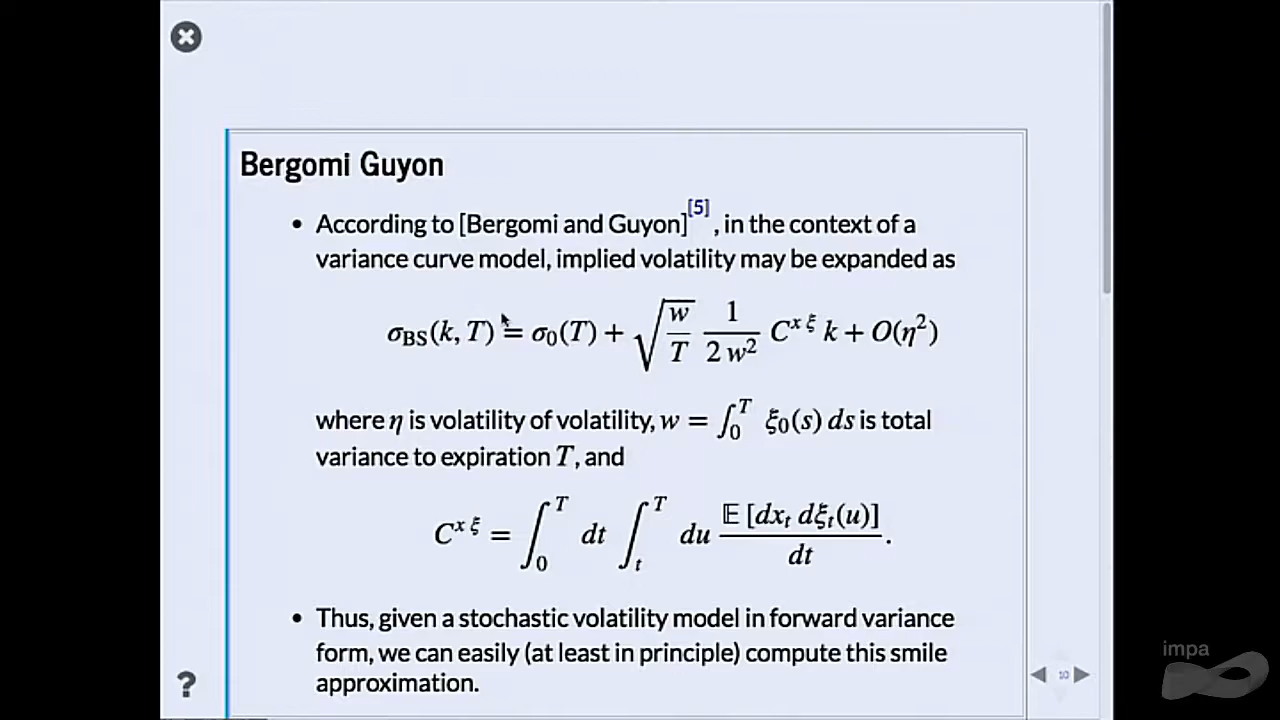 Bergomi Guyon
• According to [Bergomi and Guyon][5], in the context of a
variance curve model, implied volatility may be expanded as
σ_BS(k, T) = σ_0(T) + √(w/T) 1/(2 w²) C^{x ξ} k + O(η²)
where η is volatility of volatility, w = ∫_0^T ξ_0(s) ds is total
variance to expiration T, and
C^{x ξ} = ∫_0^T dt ∫_t^T du 𝔼 [dx_t dξ_t(u)] / dt.
• Thus, given a stochastic volatility model in forward variance
form, we can easily (at least in principle) compute this smile
approximation.
?
10
impa